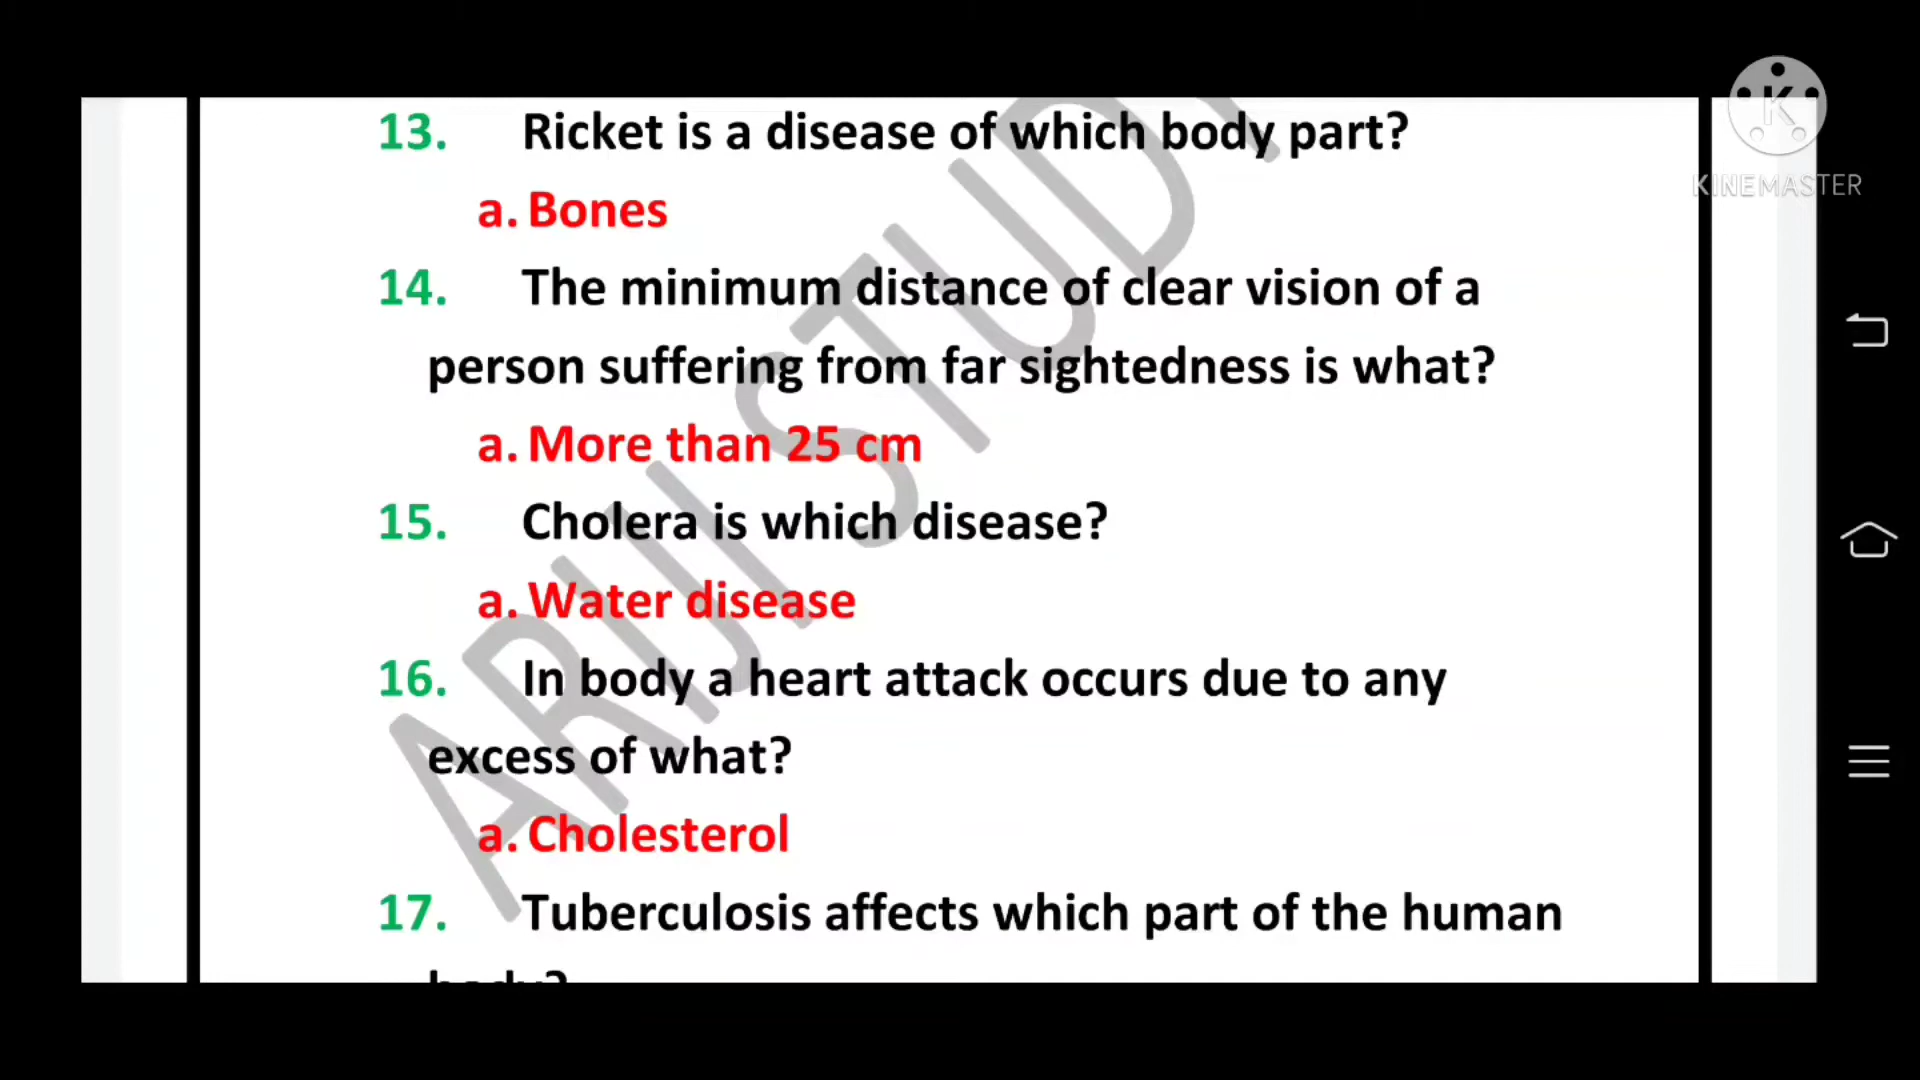 13. Ricket is a disease of which body part?
a. Bones
14. The minimum distance of clear vision of a
person suffering from far sightedness is what?
a. More than 25 cm
15. Cholera is which disease?
a. Water disease
16. In body a heart attack occurs due to any
excess of what?
a. Cholesterol
17. Tuberculosis affects which part of the human
body?
KINEMASTER